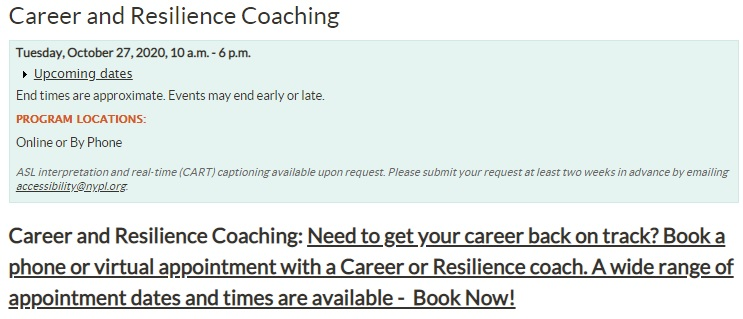 Career and Resilience Coaching
Tuesday, October 27, 2020, 10 a.m. - 6 p.m.
Upcoming dates
End times are approximate. Events may end early or late.
PROGRAM LOCATIONS:
Online or By Phone
ASL interpretation and real-time (CART) captioning available upon request. Please submit your request at least two weeks in advance by emailing
accessibility@nypl.org.
Career and Resilience Coaching: Need to get your career back on track? Book a
phone or virtual appointment with a Career or Resilience coach. A wide range of
appointment dates and times are available - Book Now!